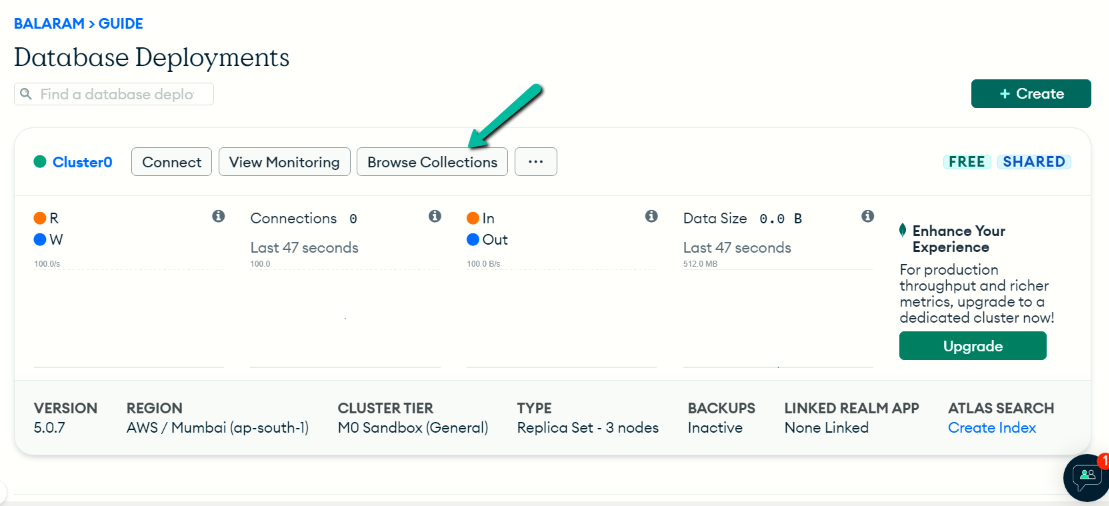 BALARAM > GUIDE
Database Deployments
Find a database deplo
+ Create
Cluster0
Connect
View Monitoring
Browse Collections
...
FREE
SHARED
R
W
100.0/s
Connections 0
Last 47 seconds
100.0
In
Out
100.0 B/s
Data Size 0.0 B
Last 47 seconds
512.0 MB
Enhance Your
Experience
For production
throughput and richer
metrics, upgrade to a
dedicated cluster now!
Upgrade
VERSION
5.0.7
REGION
AWS / Mumbai (ap-south-1)
CLUSTER TIER
M0 Sandbox (General)
TYPE
Replica Set - 3 nodes
BACKUPS
Inactive
LINKED REALM APP
None Linked
ATLAS SEARCH
Create Index
1